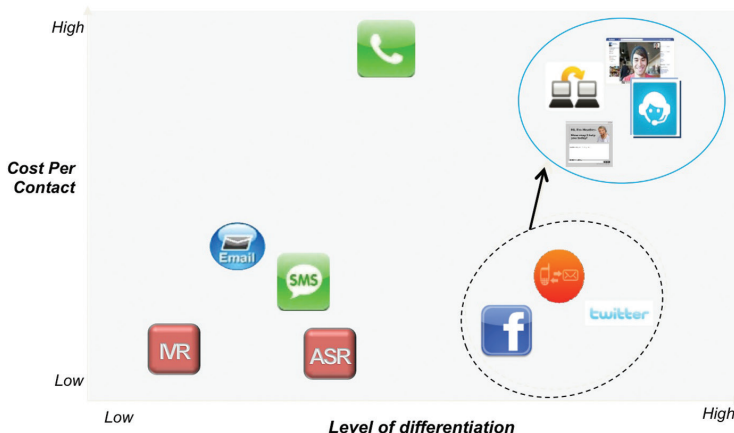 High
Cost Per
Contact
Email
SMS
twitter
IVR
ASR
Low
Low
High
Level of differentiation